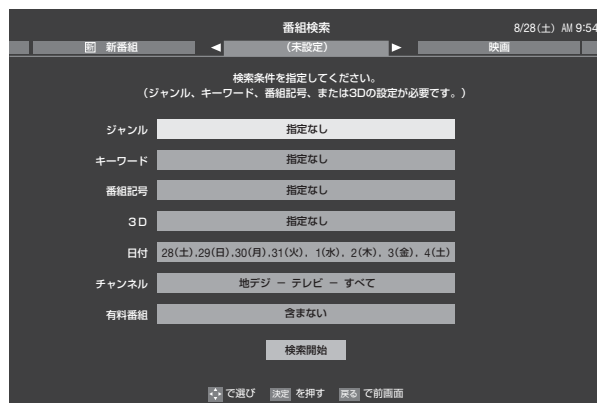 番組検索 8/28(土) AM 9:54
新 新番組 ◀ (未設定) ▶ 映画
検索条件を指定してください。
(ジャンル、キーワード、番組記号、または3Dの設定が必要です。)
ジャンル 指定なし
キーワード 指定なし
番組記号 指定なし
3D 指定なし
日付 28(土).29(日).30(月).31(火). 1(水). 2(木). 3(金). 4(土)
チャンネル 地デジ － テレビ － すべて
有料番組 含まない
検索開始
で選び 決定 を押す 戻る で前画面